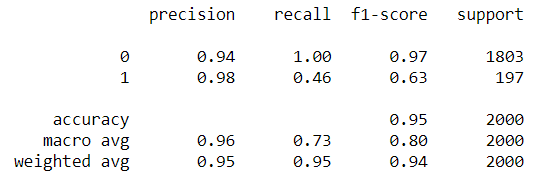 precision recall f1-score support
0 0.94 1.00 0.97 1803
1 0.98 0.46 0.63 197
accuracy 0.95 2000
macro avg 0.96 0.73 0.80 2000
weighted avg 0.95 0.95 0.94 2000